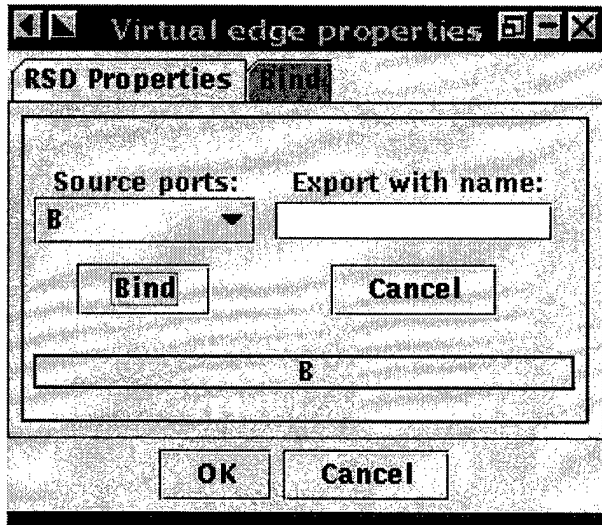 Virtual edge properties
RSD Properties Bind
Source ports: Export with name:
B
Bind Cancel
B
OK Cancel